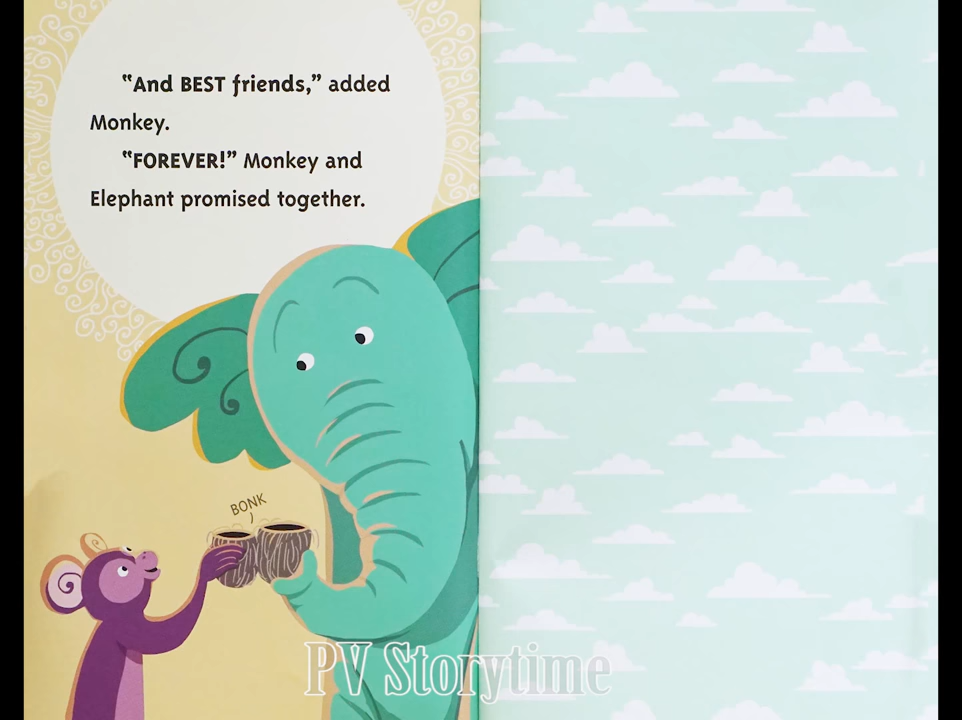 “And BEST friends,” added
Monkey.
“FOREVER!” Monkey and
Elephant promised together.
BONK
PV Storytime